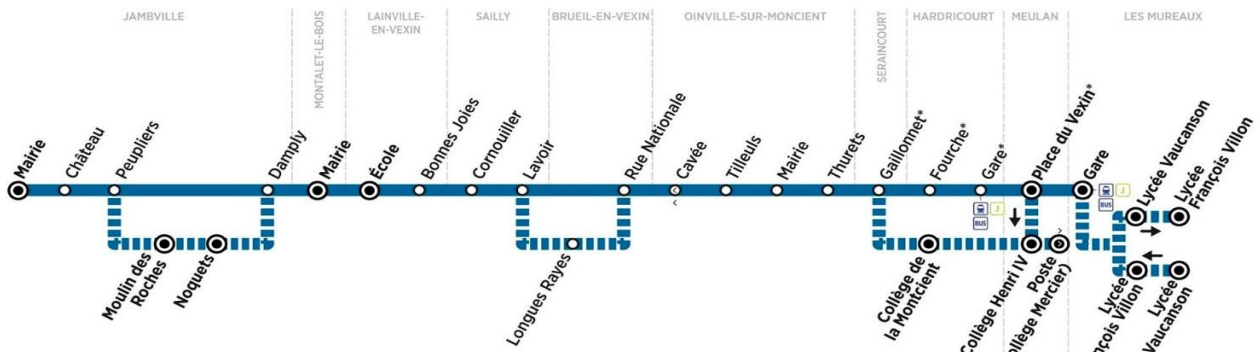 JAMBVILLE
MONTALET-LE-BOIS
LAINVILLE-
EN-VEXIN
SAILLY
BRUEIL-EN-VEXIN
OINVILLE-SUR-MONCIENT
SERAINCOURT
HARDRICOURT
MEULAN
LES MUREAUX
Mairie
Château
Peupliers
Damply
Mairie
École
Bonnes Joies
Cornouiller
Lavoir
Rue Nationale
Cavée
Tilleuls
Mairie
Thurets
Gaillonnet*
Fourche*
Gare*
Place du Vexin*
Gare
Lycée Vaucanson
Lycée
François Villon
J
BUS
J
BUS
Moulin des
Roches
Noquets
Longues Rayes
Collège de
la Montcient
Collège Henri IV
Poste
ollège Mercier)
Lycée
ançois Villon
Lycée
Vaucanson